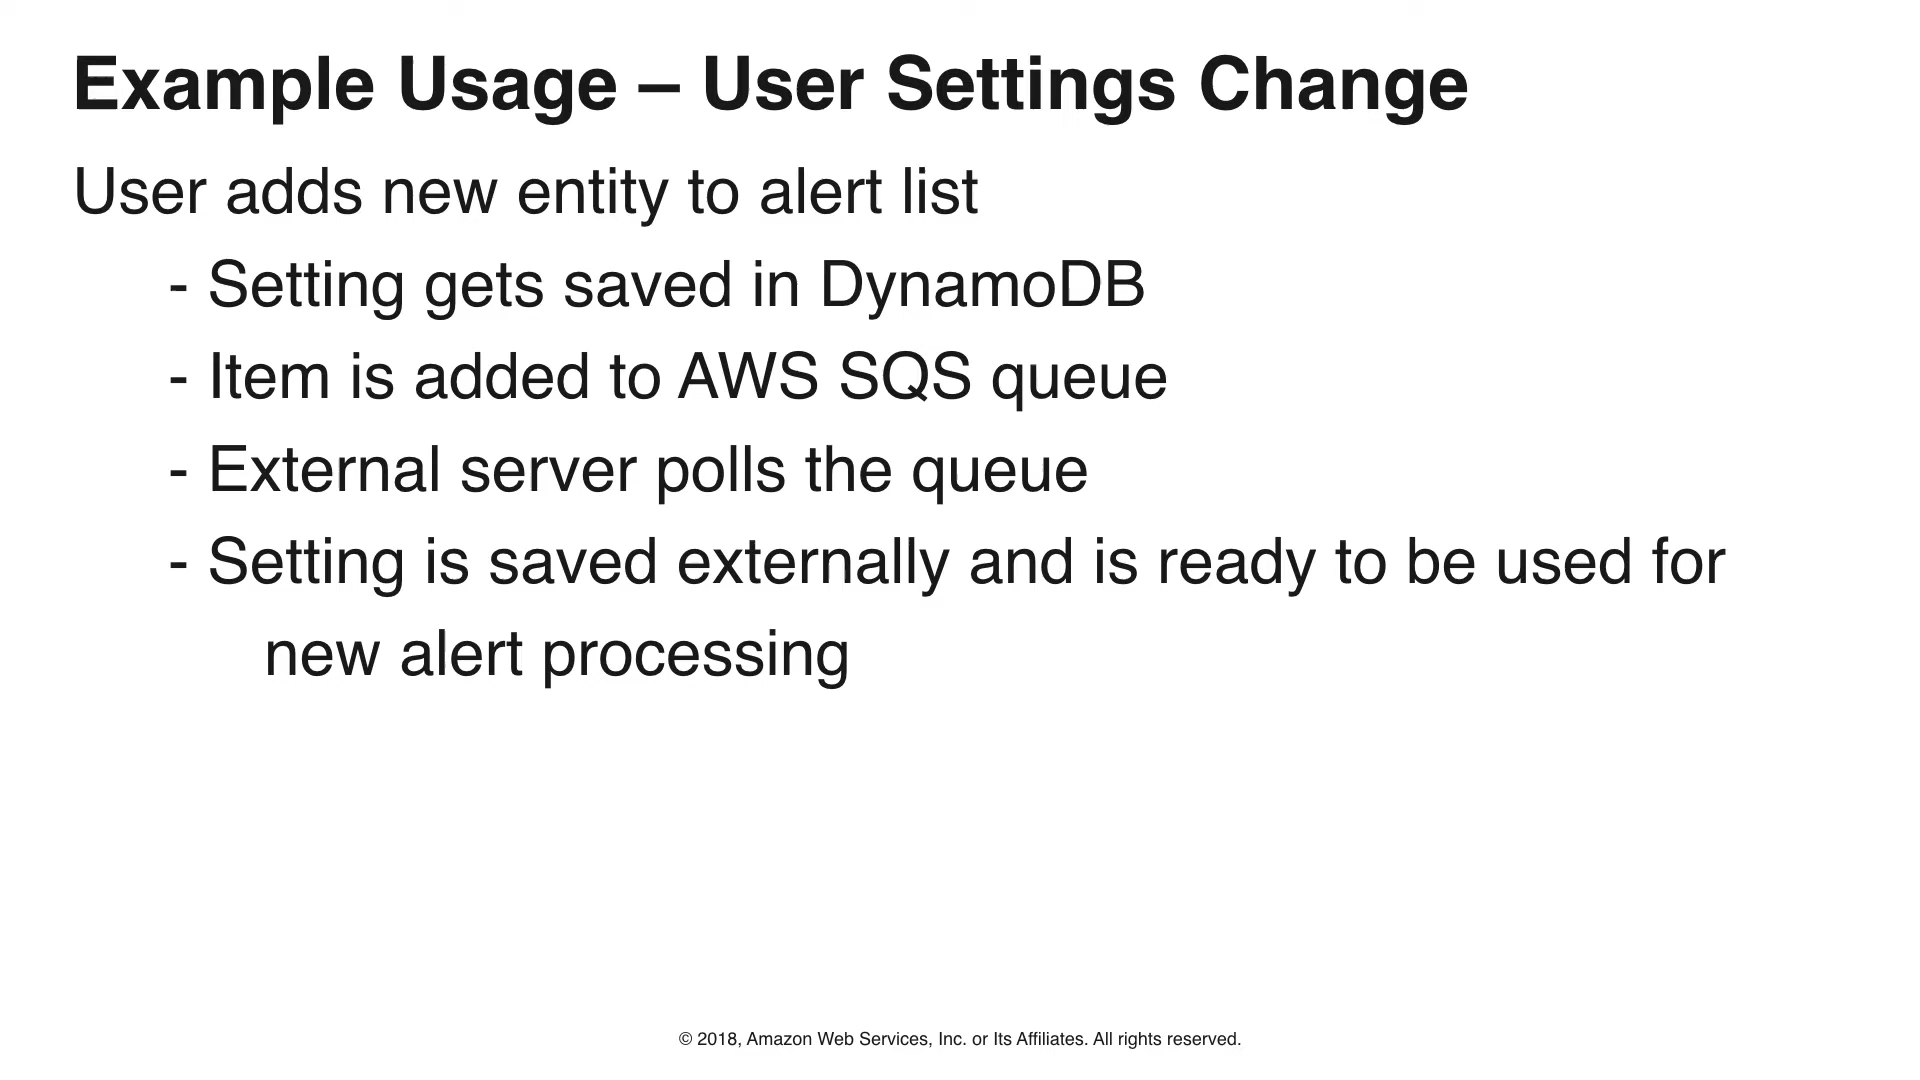 Example Usage – User Settings Change
User adds new entity to alert list
- Setting gets saved in DynamoDB
- Item is added to AWS SQS queue
- External server polls the queue
- Setting is saved externally and is ready to be used for
new alert processing
© 2018, Amazon Web Services, Inc. or Its Affiliates. All rights reserved.